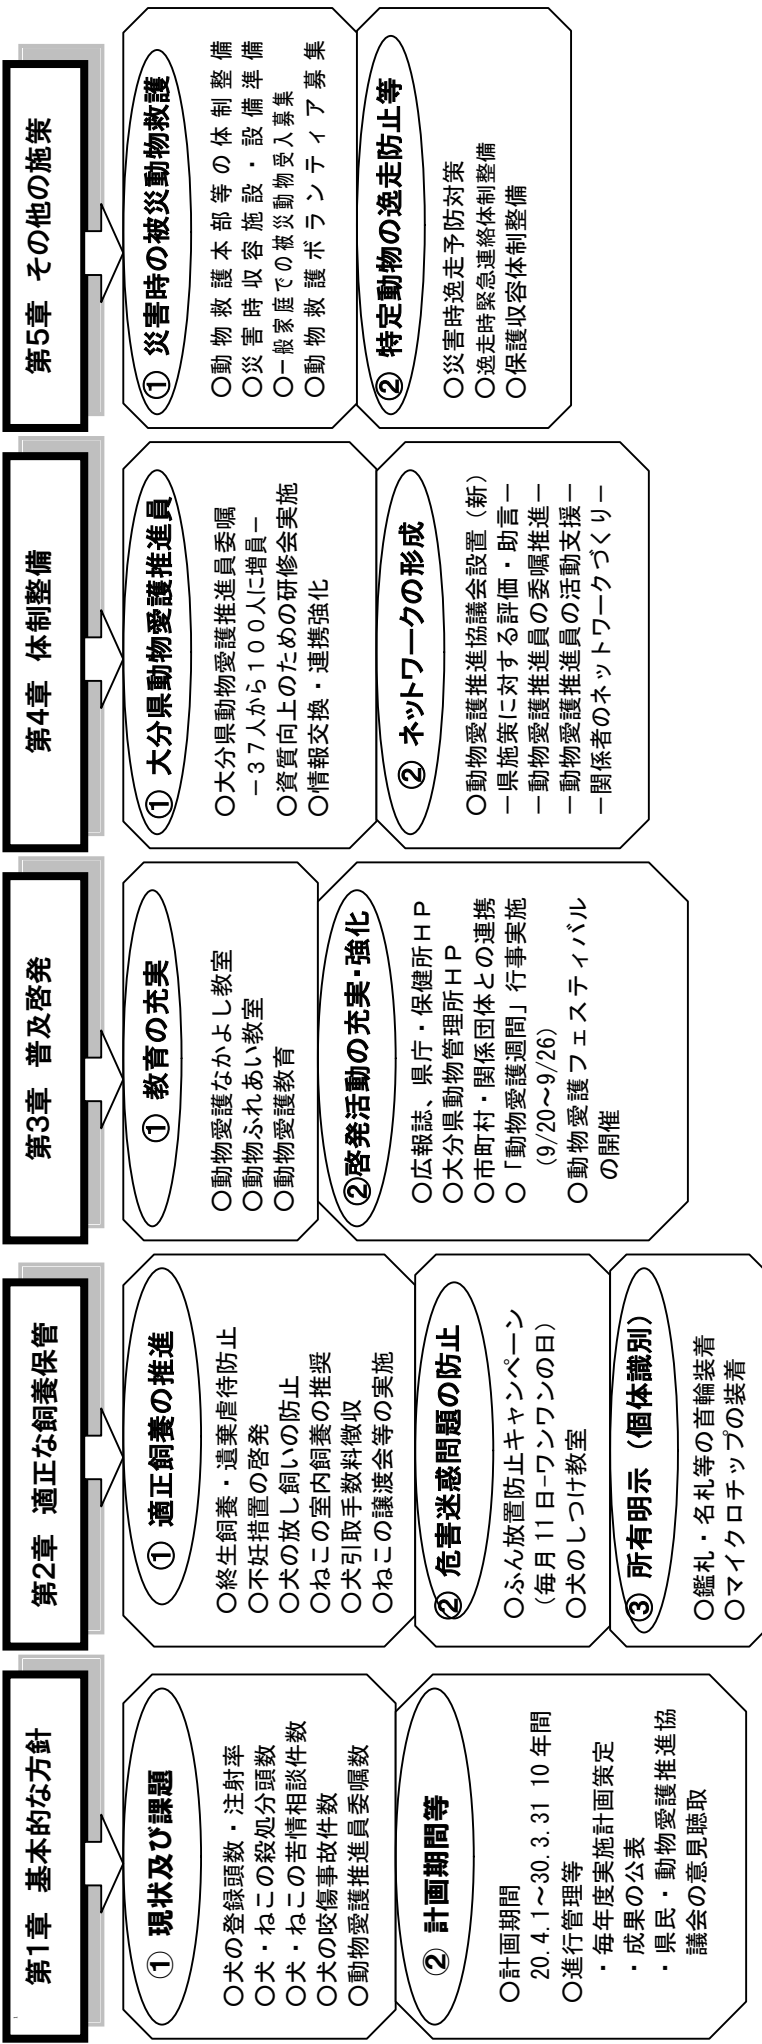 第1章 基本的な方針
① 現状及び課題
○犬の登録頭数・注射率
○犬・ねこの殺処分頭数
○犬・ねこの苦情相談件数
○犬の咬傷事故件数
○動物愛護推進員委嘱数
② 計画期間等
○計画期間
20.4.1～30.3.31 10年間
○進行管理等
・毎年度実施計画策定
・成果の公表
・県民・動物愛護推進協
議会の意見聴取
第2章 適正な飼養保管
① 適正飼養の推進
○終生飼養・遺棄虐待防止
○不妊措置の啓発
○犬の放し飼いの防止
○ねこの室内飼養の推奨
○犬引取手数料徴収
○ねこの譲渡会等の実施
② 危害迷惑問題の防止
○ふん放置防止キャンペーン
(毎月11日-ワンワンの日)
○犬のしつけ教室
③ 所有明示（個体識別）
○鑑札・名札等の首輪装着
○マイクロチップの装着
第3章 普及啓発
① 教育の充実
○動物愛護なかよし教室
○動物ふれあい教室
○動物愛護教育
②啓発活動の充実・強化
○広報誌、県庁・保健所ＨＰ
○大分県動物管理所ＨＰ
○市町村・関係団体との連携
○「動物愛護週間」行事実施
(9/20～9/26)
○動物愛護フェスティバル
の開催
第4章 体制整備
① 大分県動物愛護推進員
○大分県動物愛護推進員委嘱
－３７人から１００人に増員－
○資質向上のための研修会実施
○情報交換・連携強化
② ネットワークの形成
○動物愛護推進協議会設置（新）
－県施策に対する評価・助言－
－動物愛護推進員の委嘱推進－
－動物愛護推進員の活動支援－
－関係者のネットワークづくり－
第5章 その他の施策
① 災害時の被災動物救護
○動物救護本部等の体制整備
○災害時収容施設・設備準備
○一般家庭での被災動物受入募集
○動物救護ボランティア募集
② 特定動物の逸走防止等
○災害時逸走予防対策
○逸走時緊急連絡体制整備
○保護収容体制整備